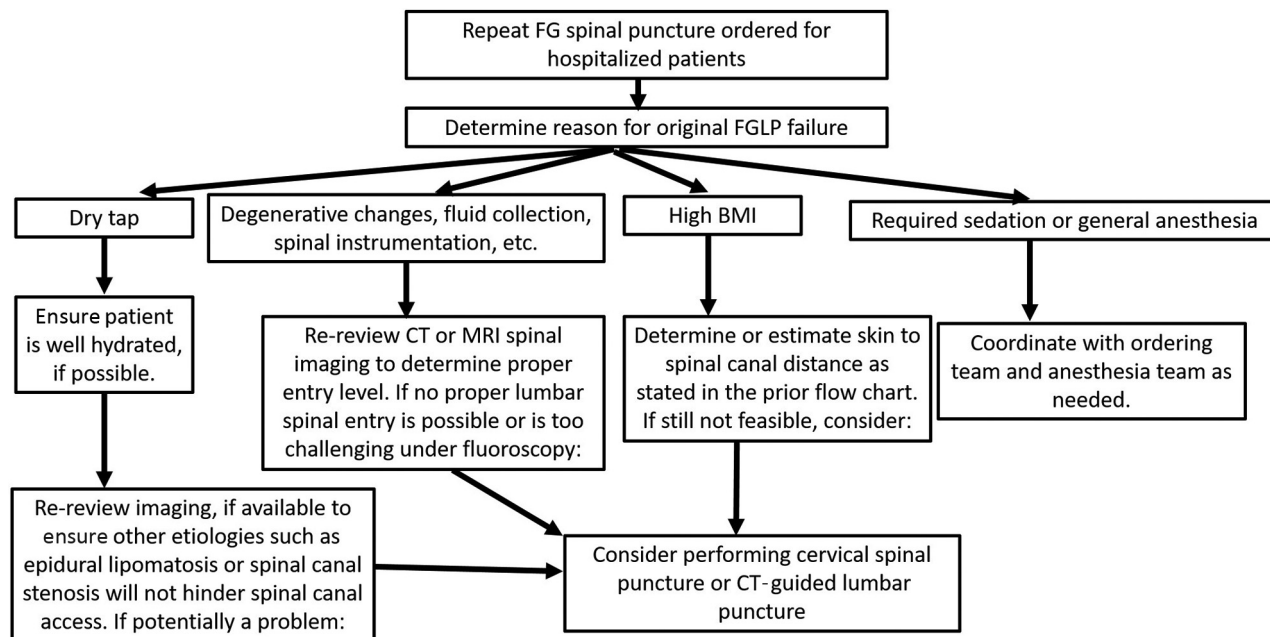 Repeat FG spinal puncture ordered for
hospitalized patients
Determine reason for original FGLP failure
Dry tap
Degenerative changes, fluid collection,
spinal instrumentation, etc.
High BMI
Required sedation or general anesthesia
Ensure patient
is well hydrated,
if possible.
Re-review CT or MRI spinal
imaging to determine proper
entry level. If no proper lumbar
spinal entry is possible or is too
challenging under fluoroscopy:
Determine or estimate skin to
spinal canal distance as
stated in the prior flow chart.
If still not feasible, consider:
Coordinate with ordering
team and anesthesia team as
needed.
Re-review imaging, if available to
ensure other etiologies such as
epidural lipomatosis or spinal canal
stenosis will not hinder spinal canal
access. If potentially a problem:
Consider performing cervical spinal
puncture or CT-guided lumbar
puncture